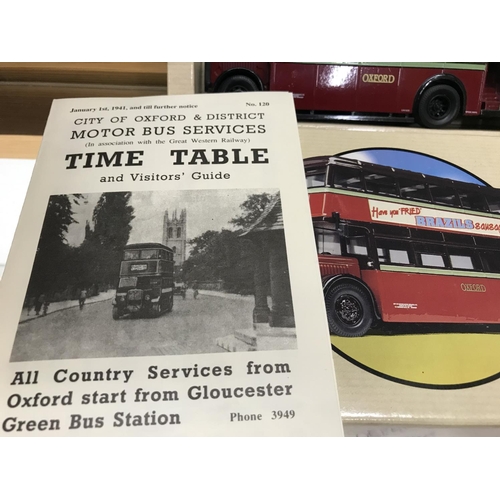 January 1st, 1941, and till further notice No. 120
CITY OF OXFORD & DISTRICT
MOTOR BUS SERVICES
(In association with the Great Western Railway)
TIME TABLE
and Visitors' Guide
All Country Services from
Oxford start from Gloucester
Green Bus Station Phone 3949
OXFORD
Have you FRIED
BRAZILS
OXFORD